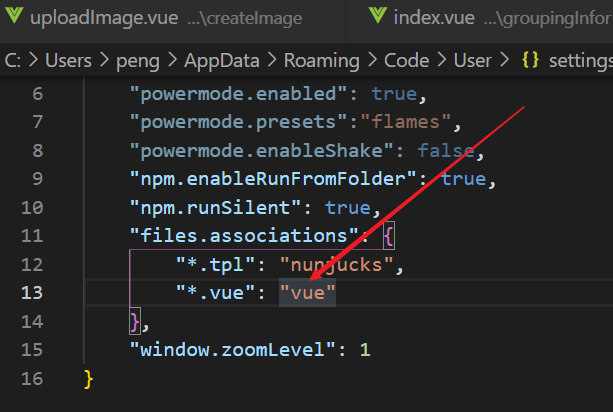 uploadImage.vue ...\createImage index.vue ...\groupingInfor
C: > Users > peng > AppData > Roaming > Code > User > {} settings
6 "powermode.enabled": true,
7 "powermode.presets":"flames",
8 "powermode.enableShake": false,
9 "npm.enableRunFromFolder": true,
10 "npm.runSilent": true,
11 "files.associations": {
12 "*.tpl": "nunjucks",
13 "*.vue": "vue"
14 },
15 "window.zoomLevel": 1
16 }